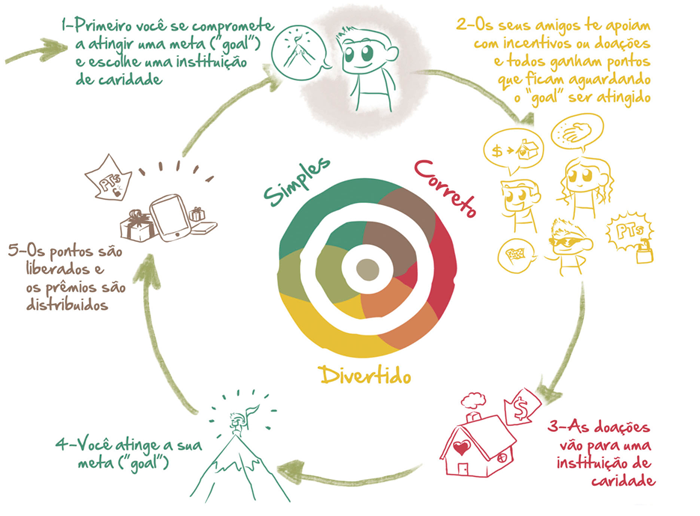 1-Primeiro você se compromete
a atingir uma meta ("goal")
e escolhe uma instituição
de caridade
2-Os seus amigos te apoiam
com incentivos ou doações
e todos ganham pontos
que ficam aguardando
o "goal" ser atingido
$
PTs
Simples
Correto
Divertido
PTs
5-Os pontos são
liberados e
os prêmios são
distribuidos
$
3-As doações
vão para uma
instituição de
caridade
4-Você atinge a sua
meta ("goal")